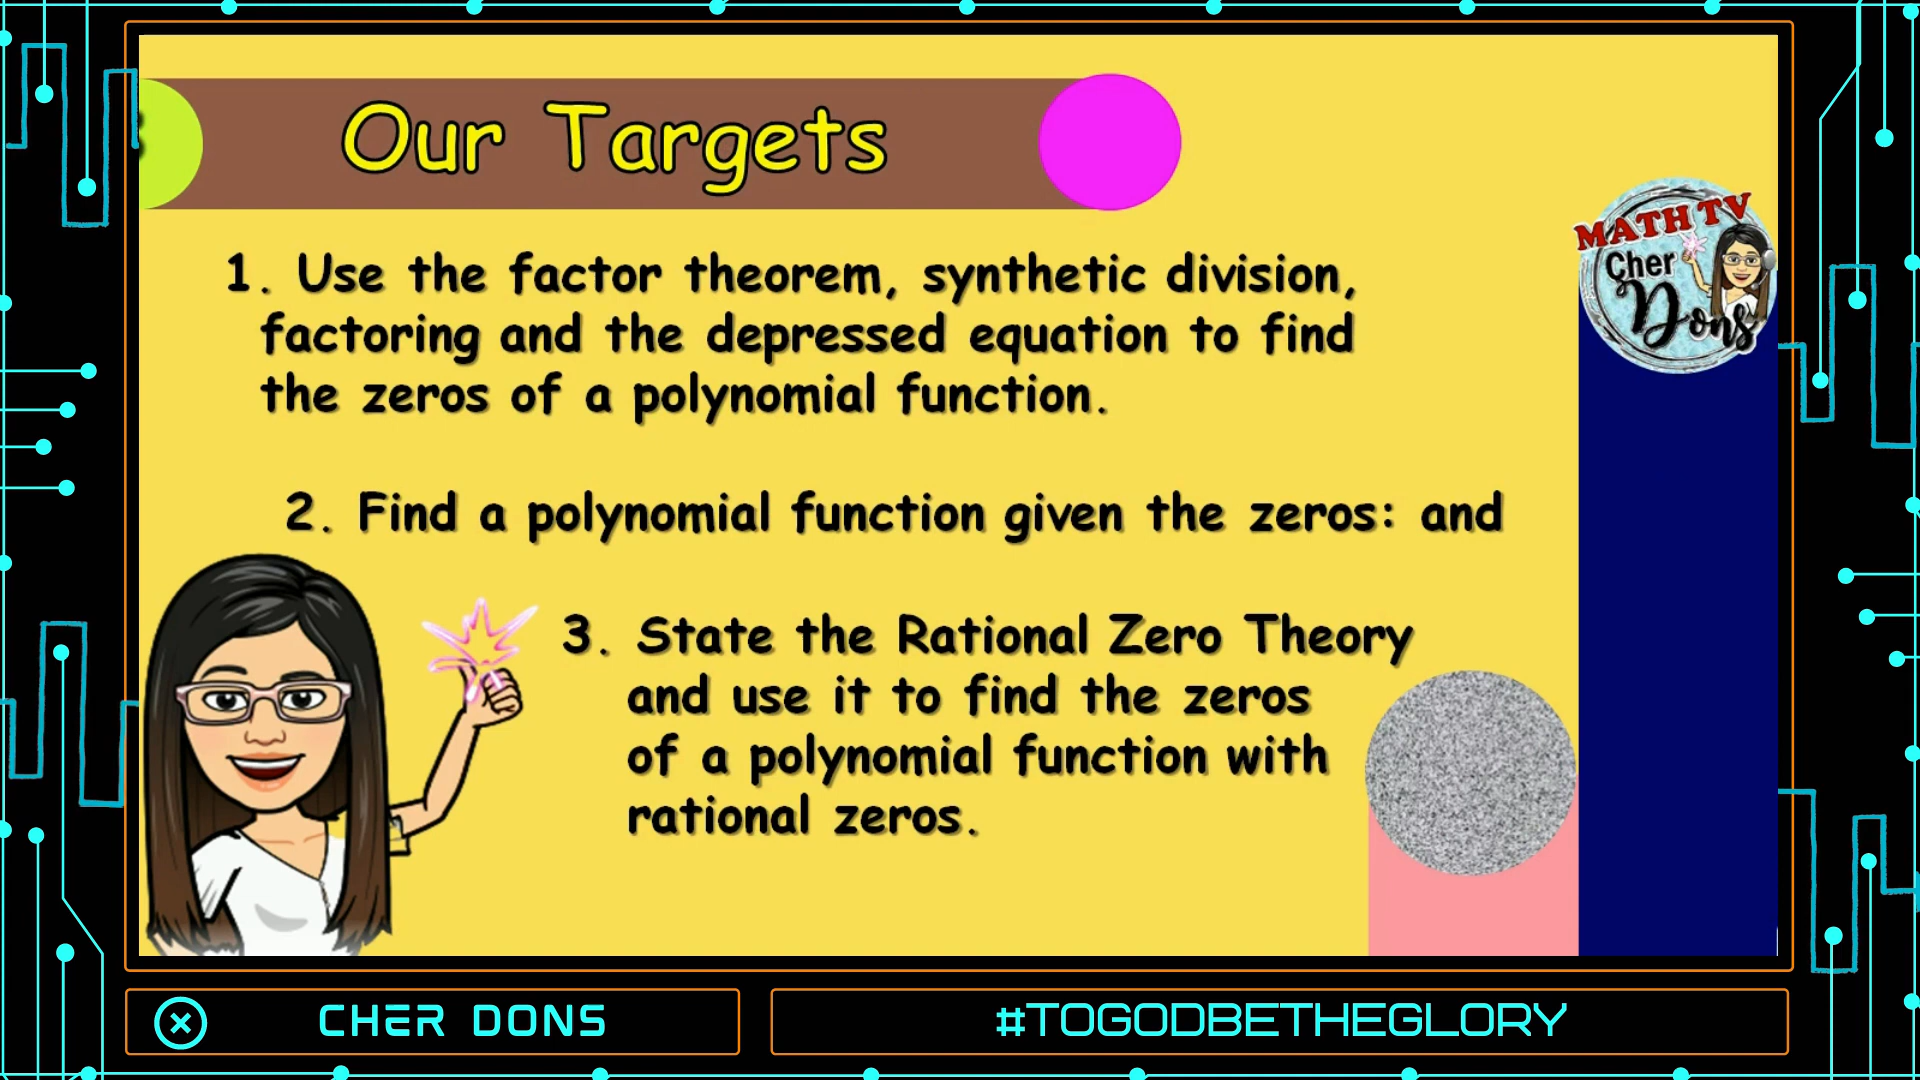 Our Targets
1. Use the factor theorem, synthetic division,
factoring and the depressed equation to find
the zeros of a polynomial function.
MATH TV
Cher
Dons
2. Find a polynomial function given the zeros: and
3. State the Rational Zero Theory
and use it to find the zeros
of a polynomial function with
rational zeros.
CHER DONS
#TOGODBETHEGLORY